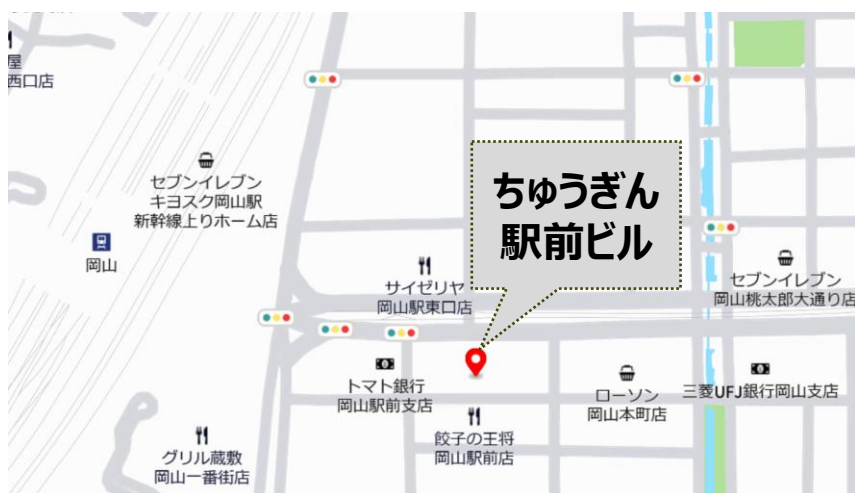 屋
西口店
セブンイレブン
キヨスク岡山駅
新幹線上りホーム店
岡山
ちゅうぎん
駅前ビル
サイゼリヤ
岡山駅東口店
セブンイレブン
岡山桃太郎大通り店
トマト銀行
岡山駅前支店
ローソン
岡山本町店
三菱UFJ銀行岡山支店
餃子の王将
岡山駅前店
グリル蔵敷
岡山一番街店